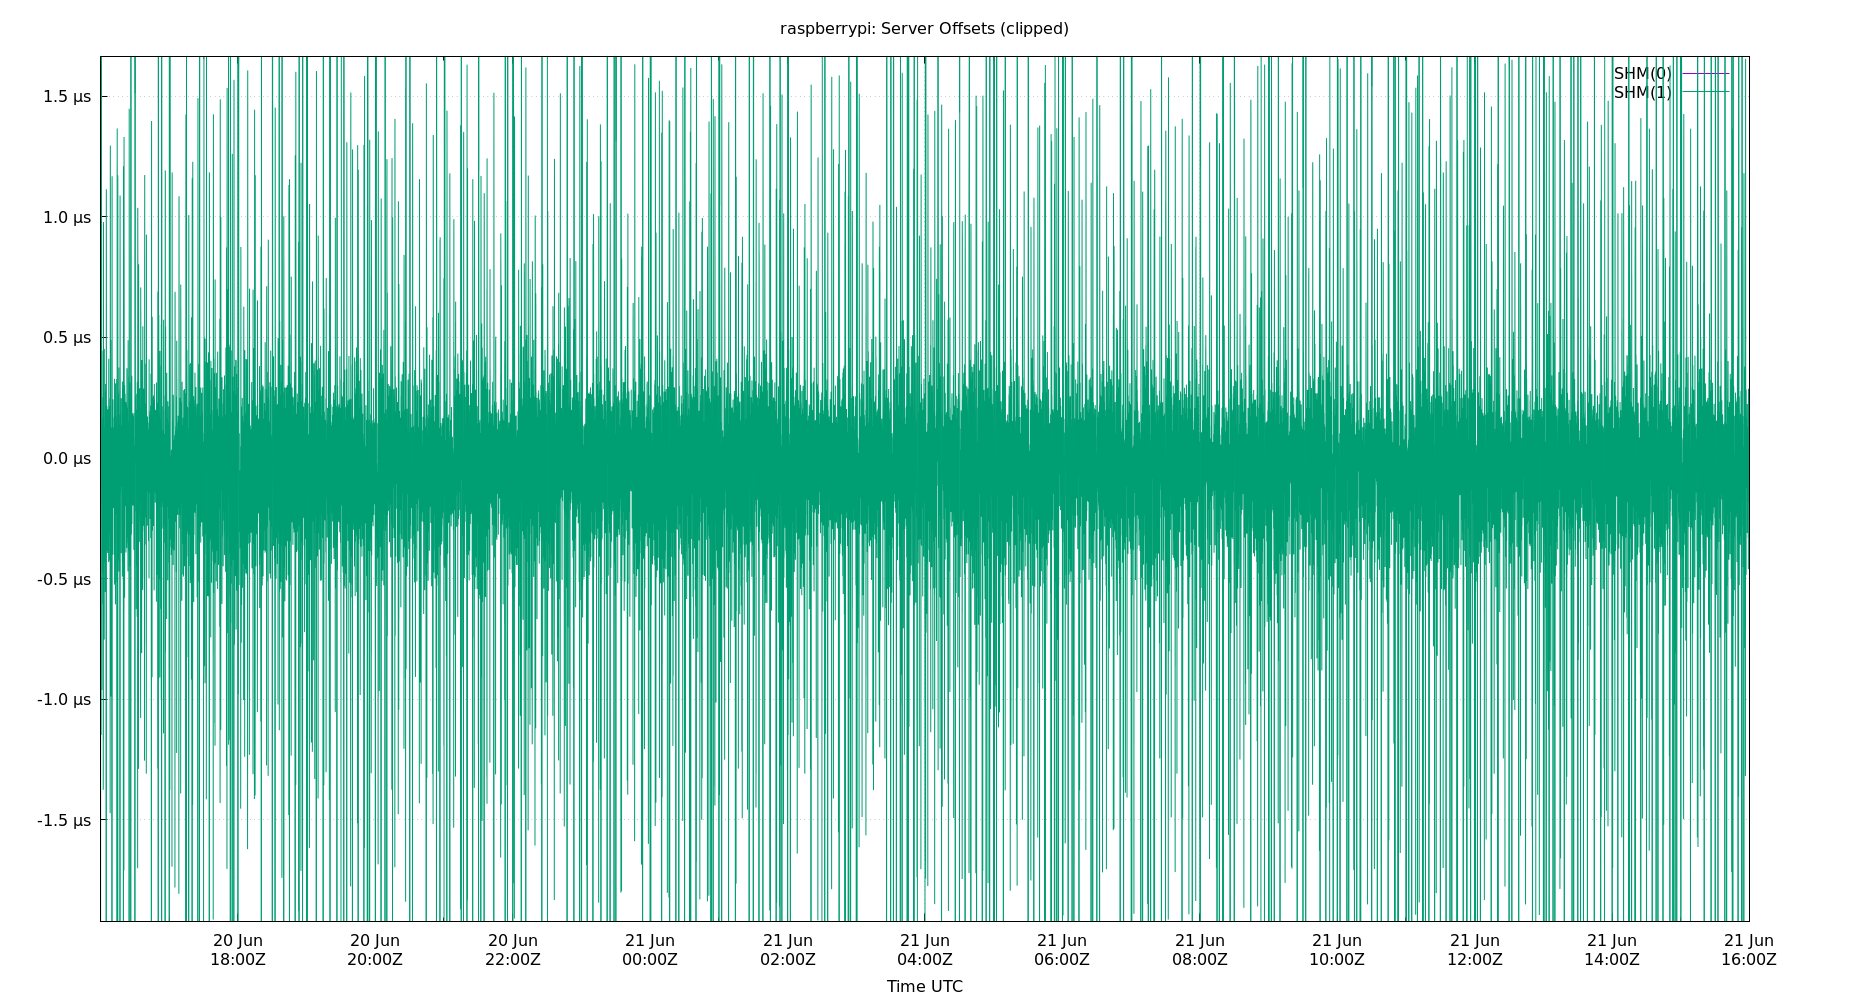 raspberrypi: Server Offsets (clipped)
SHM(0)
SHM(1)
1.5 µs
1.0 µs
0.5 µs
0.0 µs
-0.5 µs
-1.0 µs
-1.5 µs
20 Jun 20 Jun 20 Jun 21 Jun 21 Jun 21 Jun 21 Jun 21 Jun 21 Jun 21 Jun 21 Jun 21 Jun
18:00Z 20:00Z 22:00Z 00:00Z 02:00Z 04:00Z 06:00Z 08:00Z 10:00Z 12:00Z 14:00Z 16:00Z
Time UTC